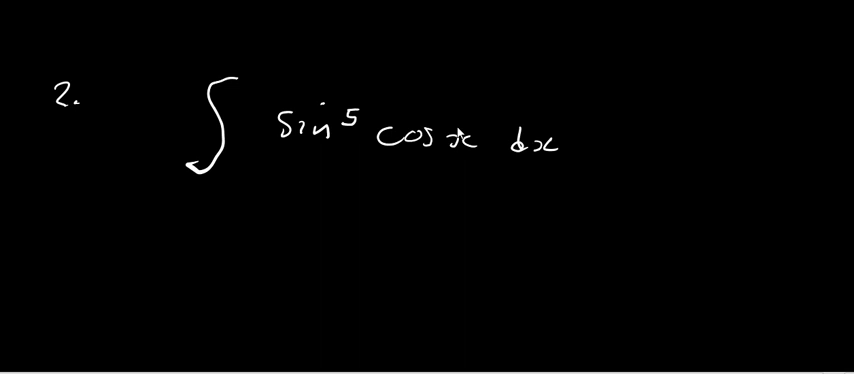 2. ∫ sin⁵ cos x dx